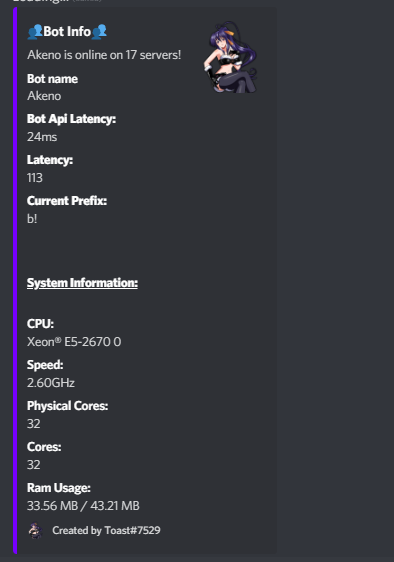 👥Bot Info👥
Akeno is online on 17 servers!
Bot name
Akeno
Bot Api Latency:
24ms
Latency:
113
Current Prefix:
b!
System Information:
CPU:
Xeon® E5-2670 0
Speed:
2.60GHz
Physical Cores:
32
Cores:
32
Ram Usage:
33.56 MB / 43.21 MB
Created by Toast#7529